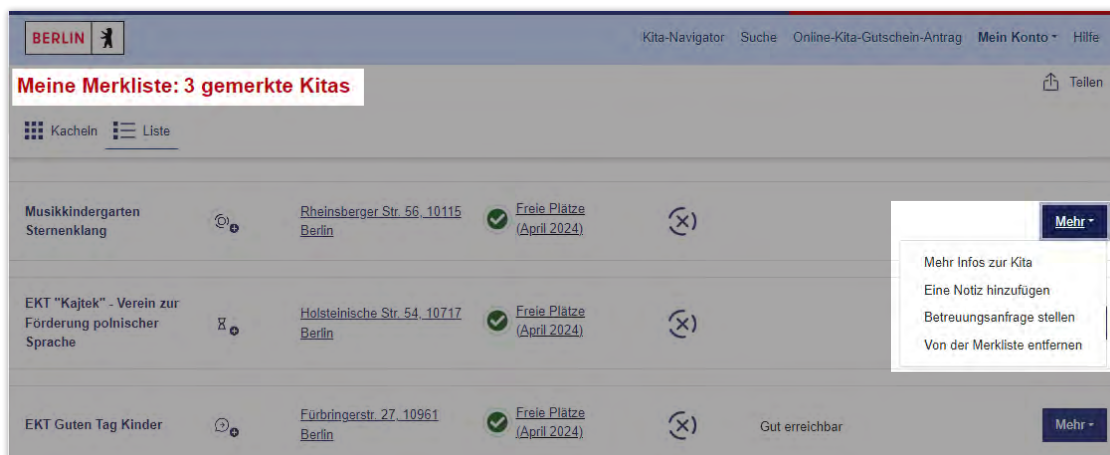 BERLIN
Kita-Navigator Suche Online-Kita-Gutschein-Antrag Mein Konto Hilfe
Meine Merkliste: 3 gemerkte Kitas
Teilen
Kacheln Liste
Musikkindergarten
Sternenklang
Rheinsberger Str. 56, 10115
Berlin
Freie Plätze
(April 2024)
Mehr
Mehr Infos zur Kita
Eine Notiz hinzufügen
Betreuungsanfrage stellen
Von der Merkliste entfernen
EKT "Kajtek" - Verein zur
Förderung polnischer
Sprache
Holsteinische Str. 54, 10717
Berlin
Freie Plätze
(April 2024)
EKT Guten Tag Kinder
Fürbringerstr. 27, 10961
Berlin
Freie Plätze
(April 2024)
Gut erreichbar
Mehr